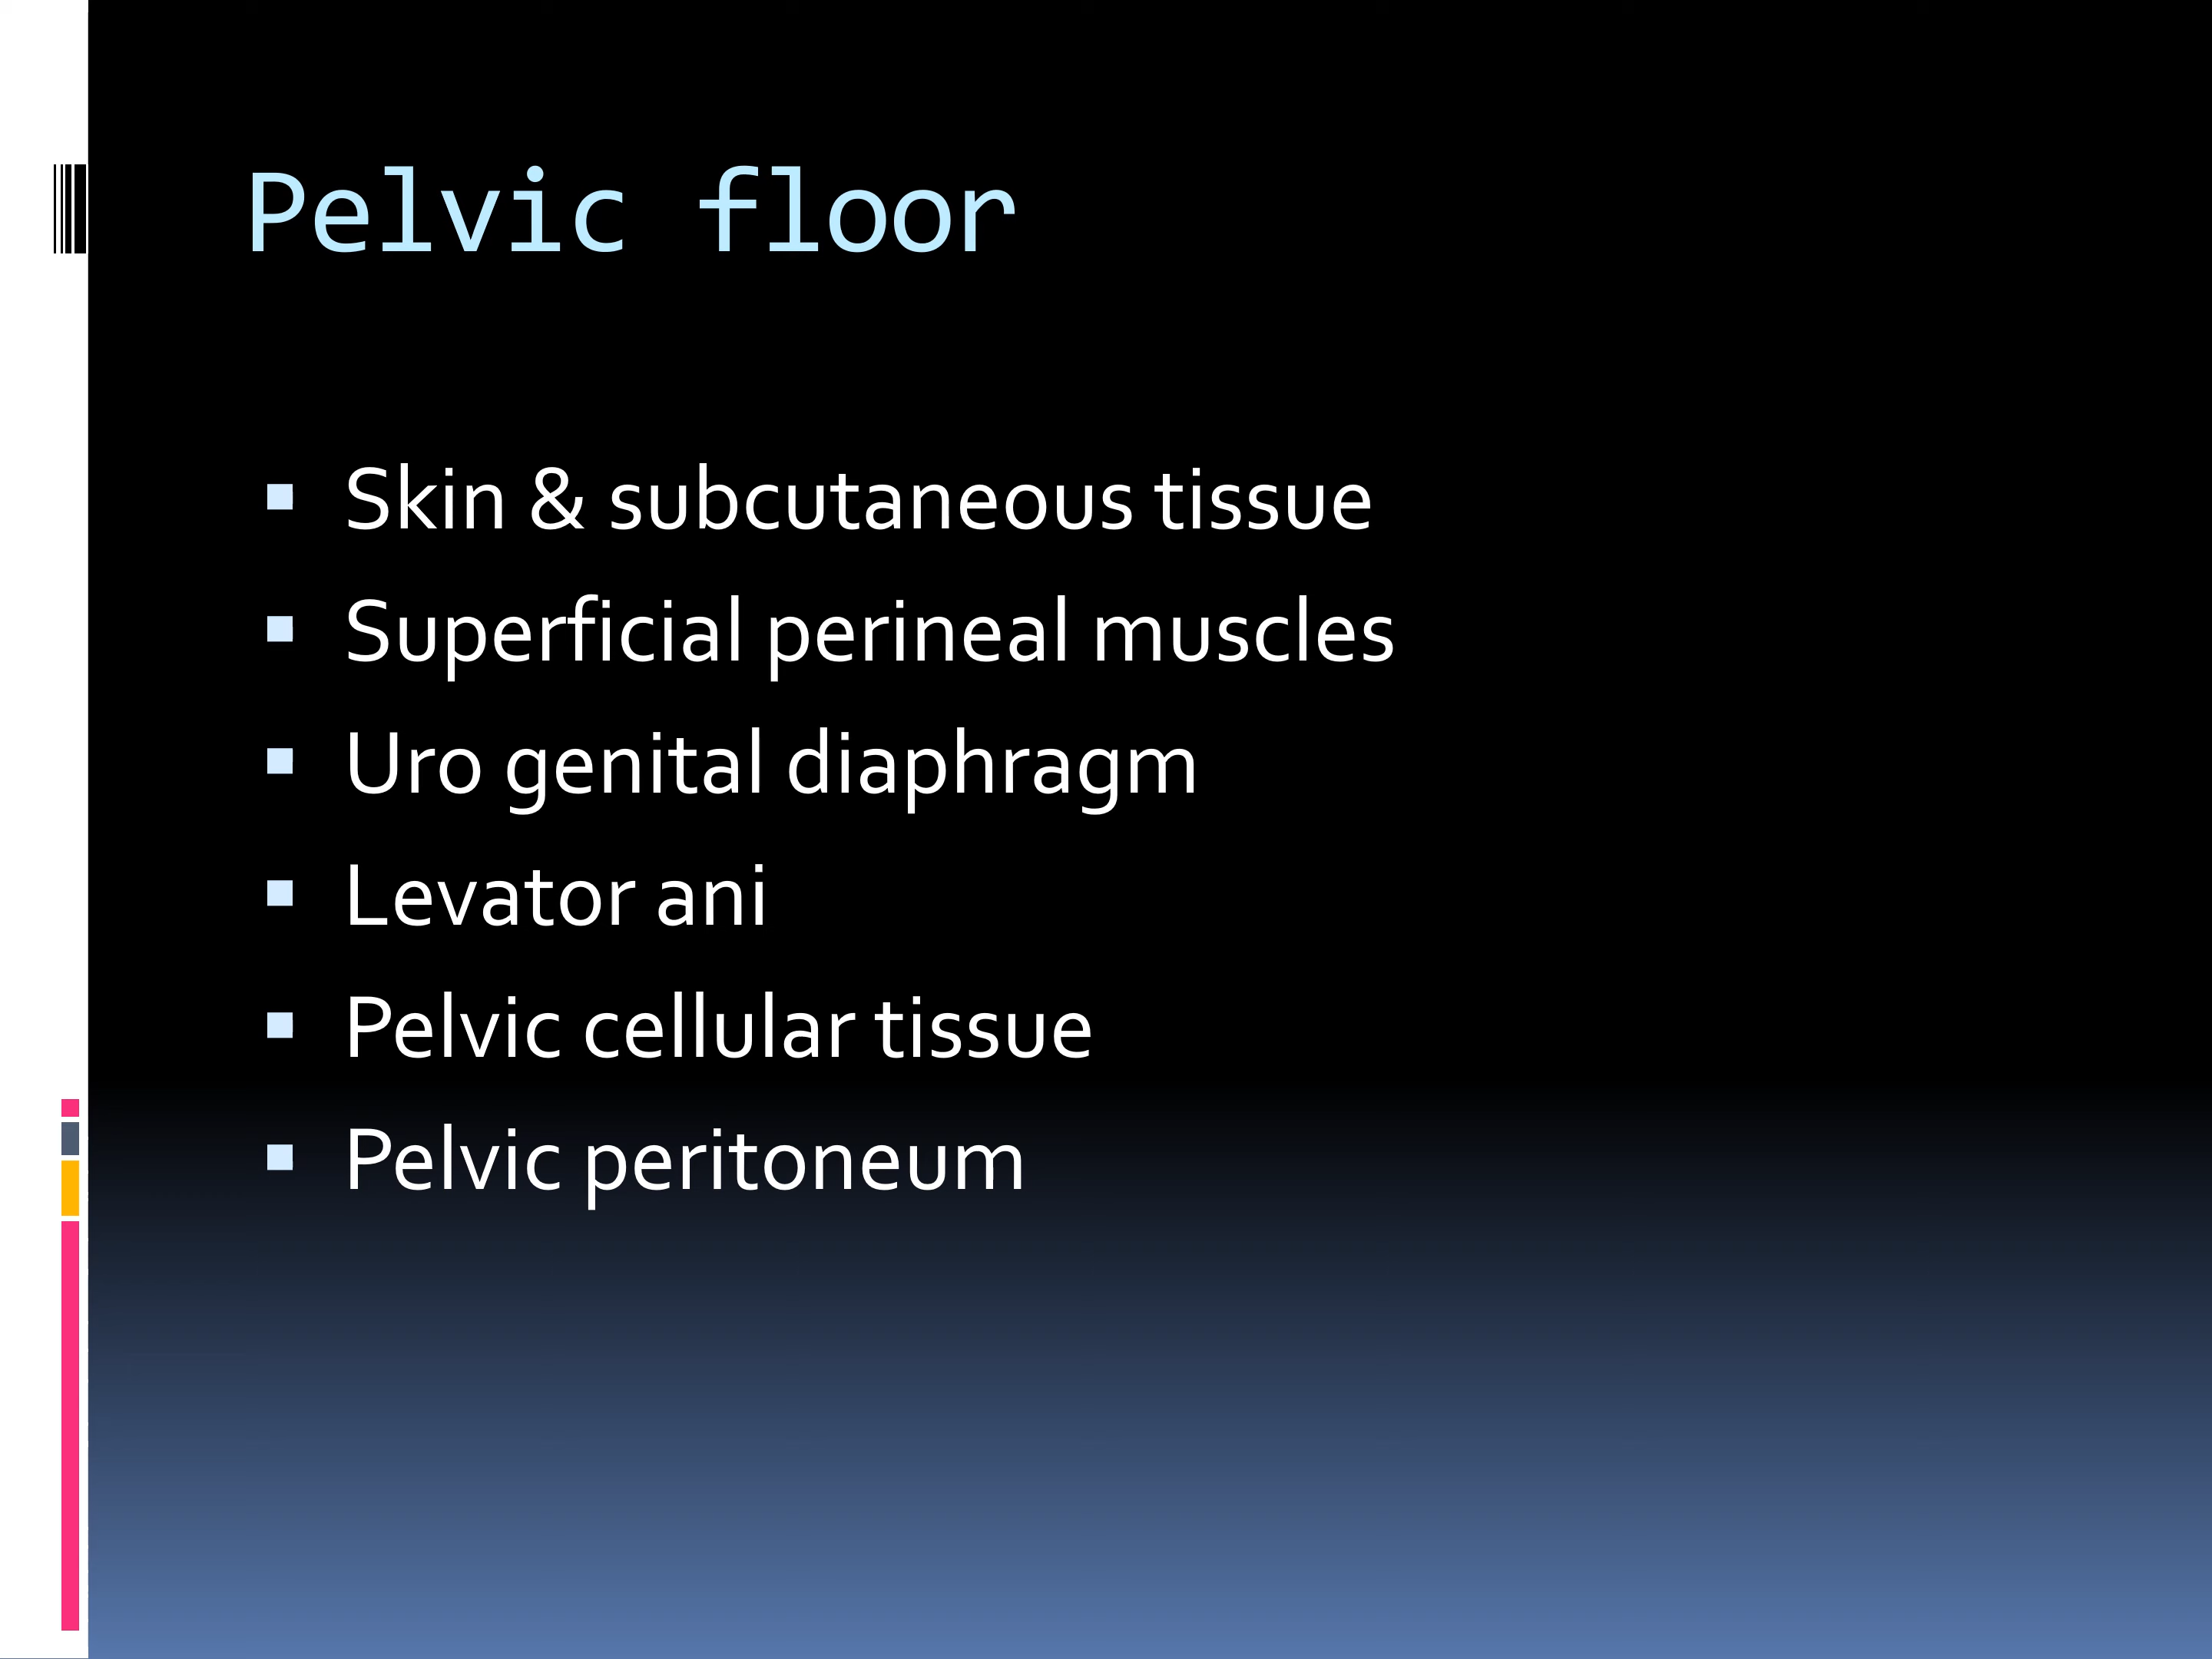 Pelvic floor
Skin & subcutaneous tissue
Superficial perineal muscles
Uro genital diaphragm
Levator ani
Pelvic cellular tissue
Pelvic peritoneum